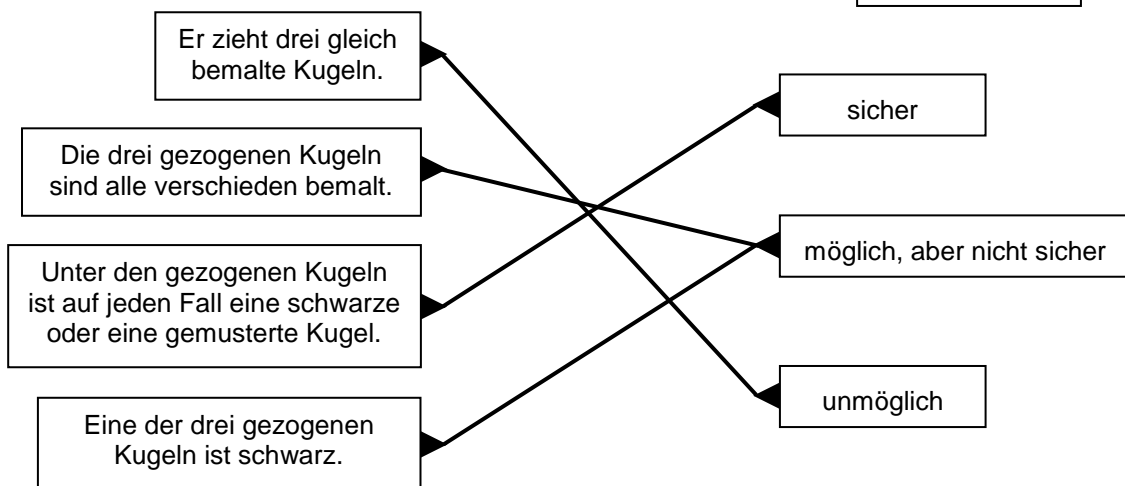 Er zieht drei gleich
bemalte Kugeln.
Die drei gezogenen Kugeln
sind alle verschieden bemalt.
Unter den gezogenen Kugeln
ist auf jeden Fall eine schwarze
oder eine gemusterte Kugel.
Eine der drei gezogenen
Kugeln ist schwarz.
sicher
möglich, aber nicht sicher
unmöglich